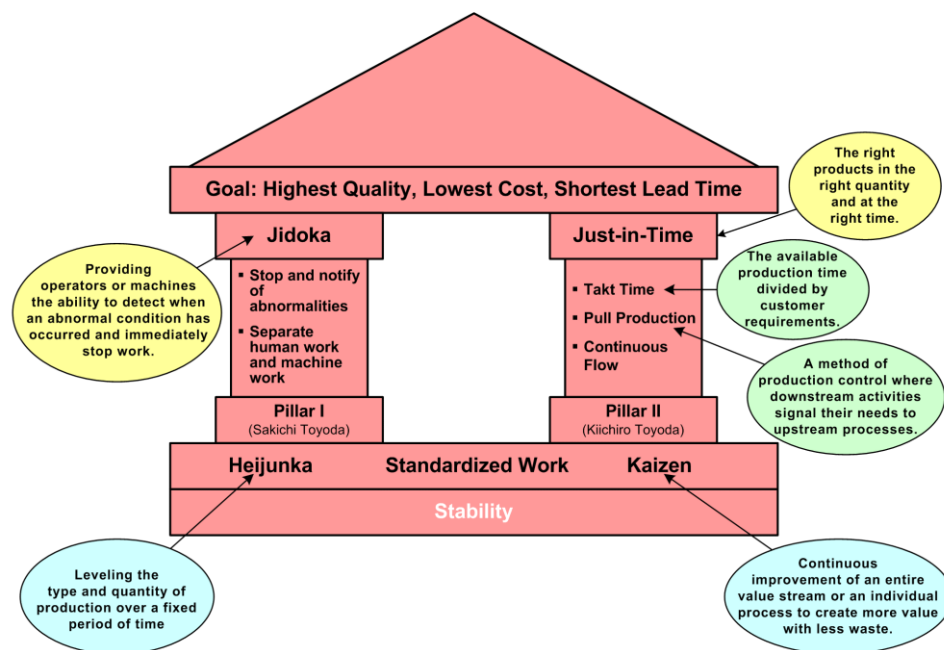 Goal: Highest Quality, Lowest Cost, Shortest Lead Time
The right
products in the
right quantity
and at the
right time.
Jidoka
Just-in-Time
Providing
operators or machines
the ability to detect when
an abnormal condition has
occurred and immediately
stop work.
▪ Stop and notify
of
abnormalities
▪ Separate
human work
and machine
work
▪ Takt Time
▪ Pull Production
▪ Continuous
Flow
The available
production time
divided by
customer
requirements.
A method of
production control where
downstream activities
signal their needs to
upstream processes.
Pillar I
(Sakichi Toyoda)
Pillar II
(Kiichiro Toyoda)
Heijunka Standardized Work Kaizen
Stability
Leveling the
type and quantity of
production over a fixed
period of time
Continuous
improvement of an entire
value stream or an individual
process to create more value
with less waste.